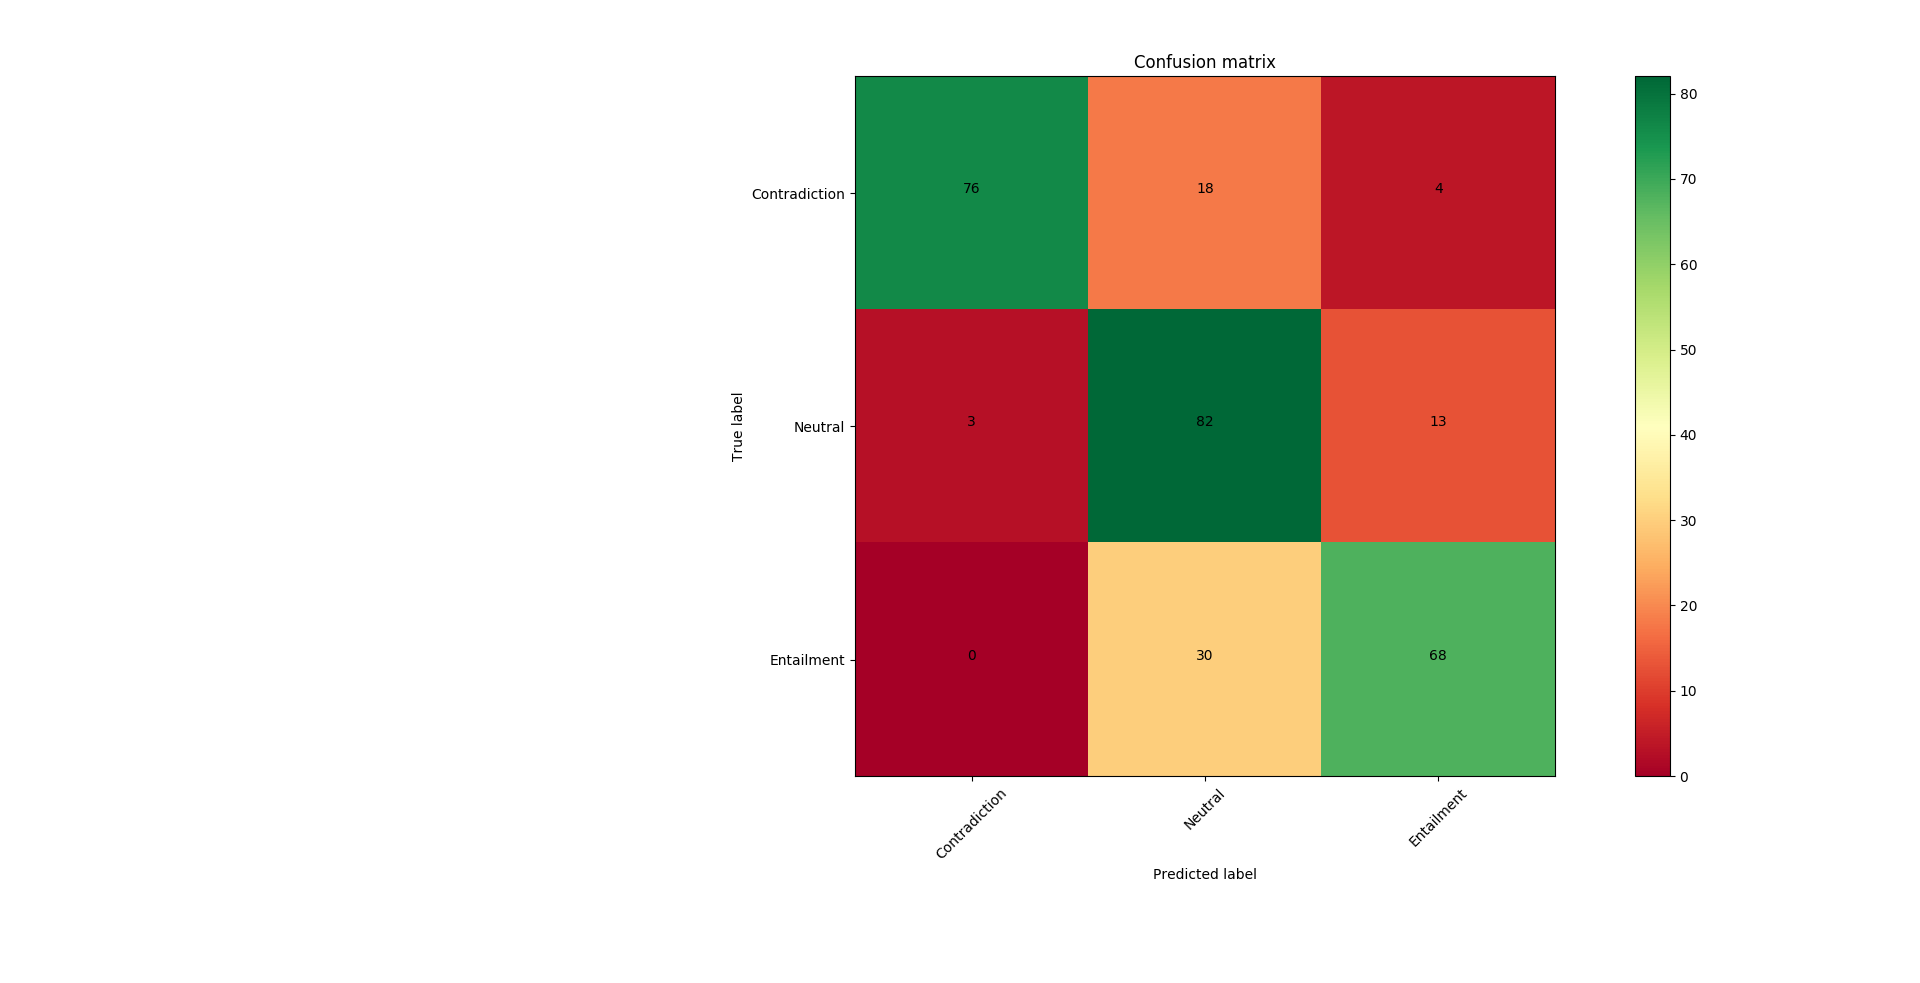 Confusion matrix
True label
Contradiction 76 18 4
Neutral 3 82 13
Entailment 0 30 68
Contradiction Neutral Entailment
Predicted label
80
70
60
50
40
30
20
10
0